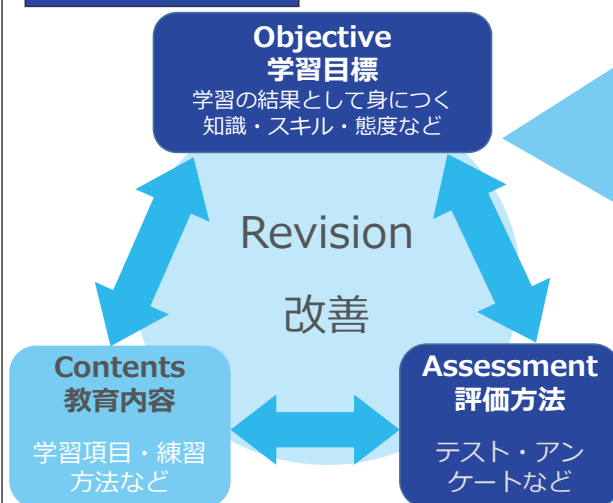 Objective
学習目標
学習の結果として身につく
知識・スキル・態度など
Revision
改善
Contents
教育内容
学習項目・練習
方法など
Assessment
評価方法
テスト・アン
ケートなど